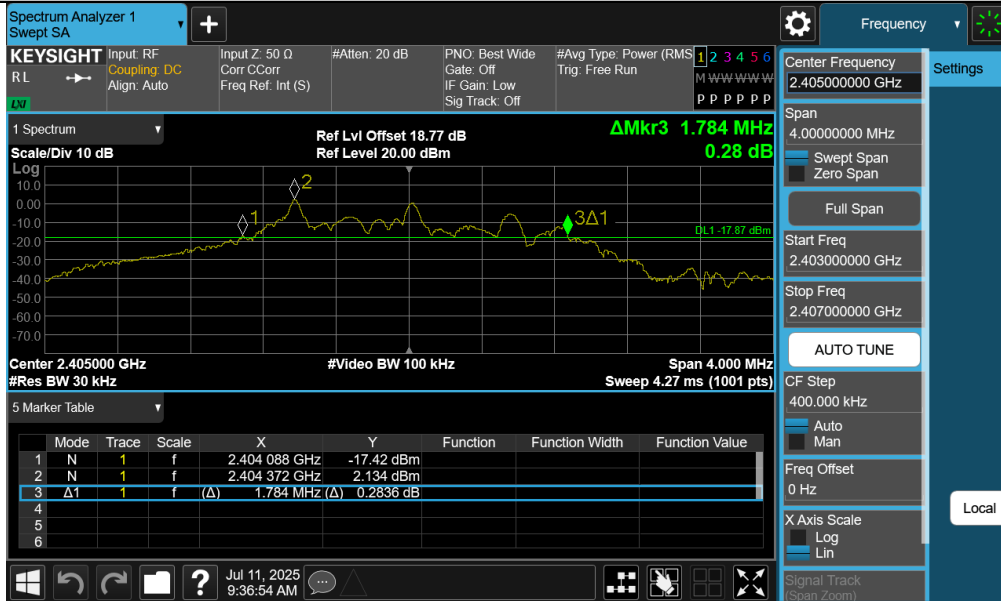 Spectrum Analyzer 1
Swept SA
Frequency
KEYSIGHT
RL
LXI
Input: RF
Coupling: DC
Align: Auto
Input Z: 50 Ω
Corr CCorr
Freq Ref: Int (S)
#Atten: 20 dB
PNO: Best Wide
Gate: Off
IF Gain: Low
Sig Track: Off
#Avg Type: Power (RMS
Trig: Free Run
1 2 3 4 5 6
M W W W W W
P P P P P P
1 Spectrum
Scale/Div 10 dB
Ref Lvl Offset 18.77 dB
Ref Level 20.00 dBm
ΔMkr3 1.784 MHz
0.28 dB
Log
10.0
0.00
-10.0
-20.0
-30.0
-40.0
-50.0
-60.0
-70.0
1
2
3Δ1
DL1 -17.87 dBm
Center 2.405000 GHz
#Video BW 100 kHz
Span 4.000 MHz
#Res BW 30 kHz
Sweep 4.27 ms (1001 pts)
5 Marker Table
Mode Trace Scale X Y Function Function Width Function Value
1 N 1 f 2.404 088 GHz -17.42 dBm
2 N 1 f 2.404 372 GHz 2.134 dBm
3 Δ1 1 f (Δ) 1.784 MHz (Δ) 0.2836 dB
4
5
6
Jul 11, 2025
9:36:54 AM
Center Frequency
2.405000000 GHz
Settings
Span
4.00000000 MHz
Swept Span
Zero Span
Full Span
Start Freq
2.403000000 GHz
Stop Freq
2.407000000 GHz
AUTO TUNE
CF Step
400.000 kHz
Auto
Man
Freq Offset
0 Hz
Local
X Axis Scale
Log
Lin
Signal Track
(Span Zoom)